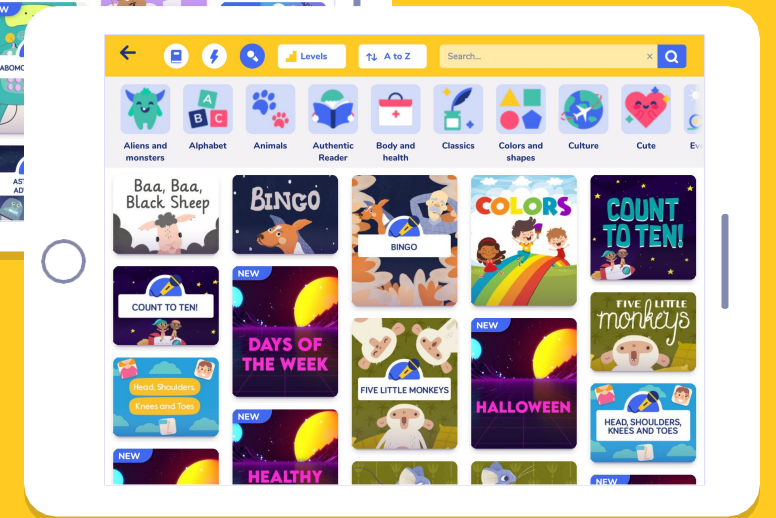 EW
ABOMC
AST
AD
Levels
A to Z
Search...
Aliens and
monsters
A
B C
Alphabet
Animals
Authentic
Reader
Body and
health
Classics
Colors and
shapes
Culture
Cute
Eve
Baa, Baa,
Black Sheep
BINGO
BINGO
COLORS
COUNT
TO TEN!
COUNT TO TEN!
NEW
DAYS OF
THE WEEK
FIVE LITTLE MONKEYS
NEW
HALLOWEEN
FIVE LITTLE
monkeys
Head, Shoulders,
Knees and Toes
HEAD, SHOULDERS,
KNEES AND TOES
NEW
NEW
HEALTHY
NEW